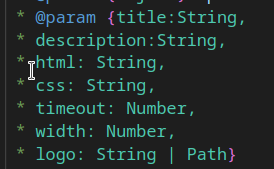 * @param {title:String,
* description:String,
* html: String,
* css: String,
* timeout: Number,
* width: Number,
* logo: String | Path}